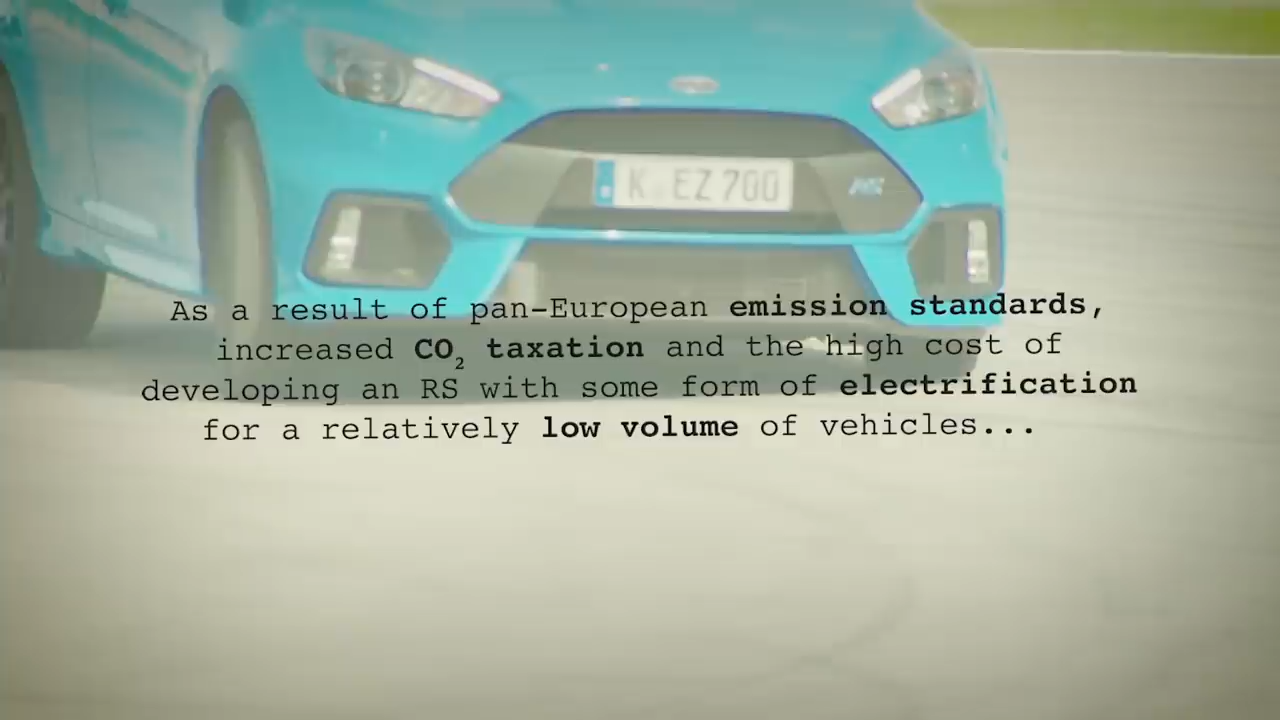 K EZ 700
RS
As a result of pan-European emission standards,
increased CO₂ taxation and the high cost of
developing an RS with some form of electrification
for a relatively low volume of vehicles...